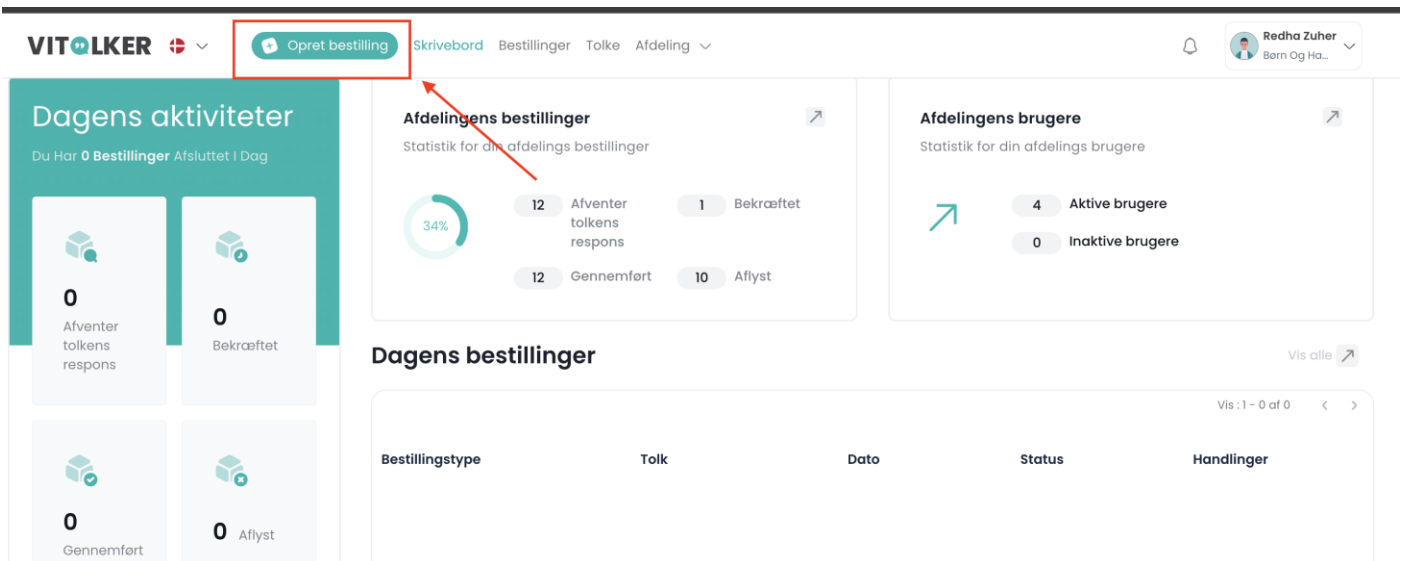 VITOLKER
Opret bestilling
Skrivebord
Bestillinger
Tolke
Afdeling
Redha Zuher
Børn Og Ha...
Dagens aktiviteter
Du Har 0 Bestillinger Afsluttet I Dag
0
Afventer
tolkens
respons
0
Bekræftet
0
Gennemført
0 Aflyst
Afdelingens bestillinger
Statistik for din afdelings bestillinger
34%
12 Afventer
tolkens
respons
1 Bekræftet
12 Gennemført
10 Aflyst
Afdelingens brugere
Statistik for din afdelings brugere
4 Aktive brugere
0 Inaktive brugere
Dagens bestillinger
Vis alle
Vis : 1 - 0 af 0
Bestillingstype
Tolk
Dato
Status
Handlinger